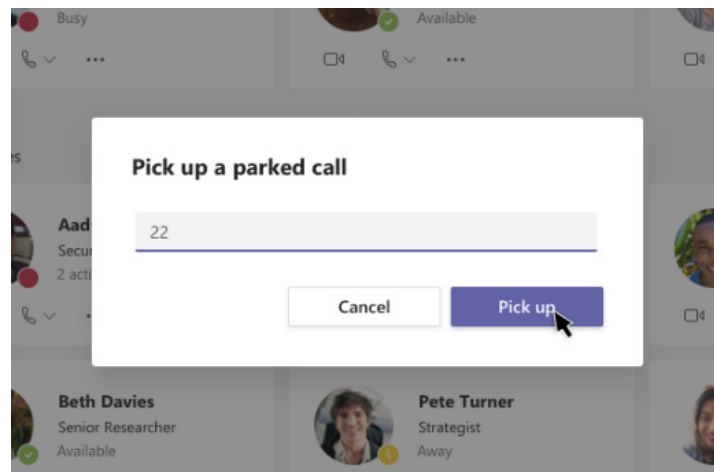 Busy
Available
Pick up a parked call
22
Cancel
Pick up
Beth Davies
Senior Researcher
Available
Pete Turner
Strategist
Away